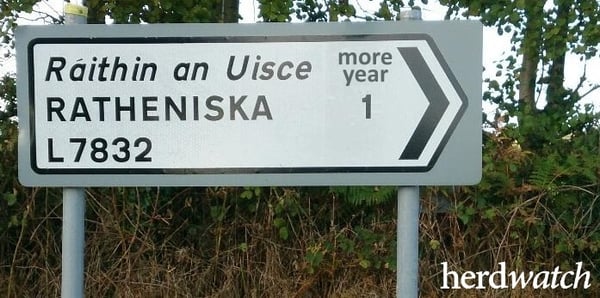 Ráithin an Uisce
RATHENISKA
L7832
more
year
1
herdwatch